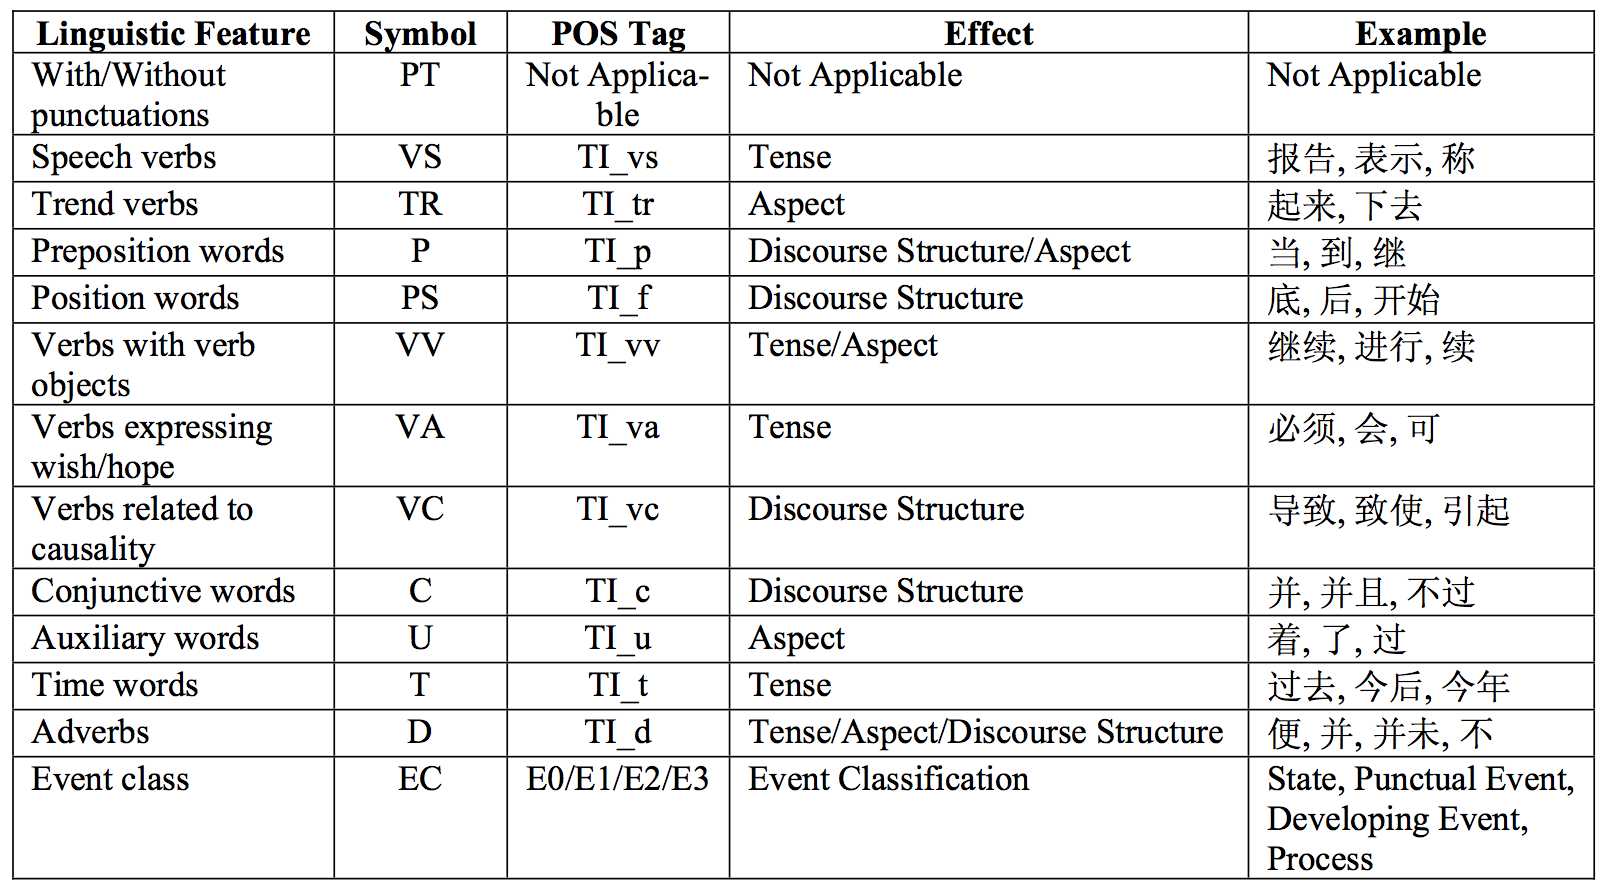 Linguistic Feature Symbol POS Tag Effect Example
With/Without punctuations PT Not Applica-ble Not Applicable Not Applicable
Speech verbs VS TI_vs Tense 报告, 表示, 称
Trend verbs TR TI_tr Aspect 起来, 下去
Preposition words P TI_p Discourse Structure/Aspect 当, 到, 继
Position words PS TI_f Discourse Structure 底, 后, 开始
Verbs with verb objects VV TI_vv Tense/Aspect 继续, 进行, 续
Verbs expressing wish/hope VA TI_va Tense 必须, 会, 可
Verbs related to causality VC TI_vc Discourse Structure 导致, 致使, 引起
Conjunctive words C TI_c Discourse Structure 并, 并且, 不过
Auxiliary words U TI_u Aspect 着, 了, 过
Time words T TI_t Tense 过去, 今后, 今年
Adverbs D TI_d Tense/Aspect/Discourse Structure 便, 并, 并未, 不
Event class EC E0/E1/E2/E3 Event Classification State, Punctual Event, Developing Event, Process